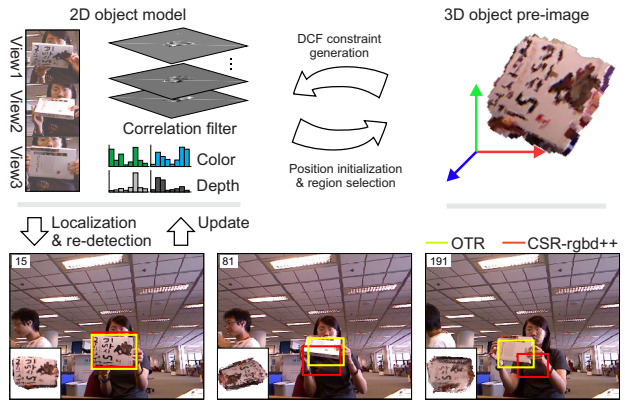 2D object model
3D object pre-image
View1
View2
View3
DCF constraint
generation
Correlation filter
Color
Depth
Position initialization
& region selection
Localization
& re-detection
Update
OTR
CSR-rgbd++
15
81
191